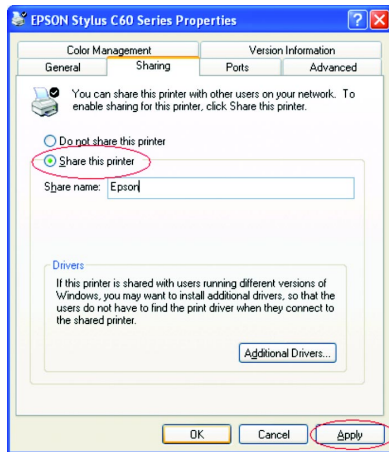 EPSON Stylus C60 Series Properties
Color Management
Version Information
General
Sharing
Ports
Advanced
You can share this printer with other users on your network. To
enable sharing for this printer, click Share this printer.
Do not share this printer
Share this printer
Share name:
Epson
Drivers
If this printer is shared with users running different versions of
Windows, you may want to install additional drivers, so that the
users do not have to find the print driver when they connect to
the shared printer.
Additional Drivers...
OK
Cancel
Apply